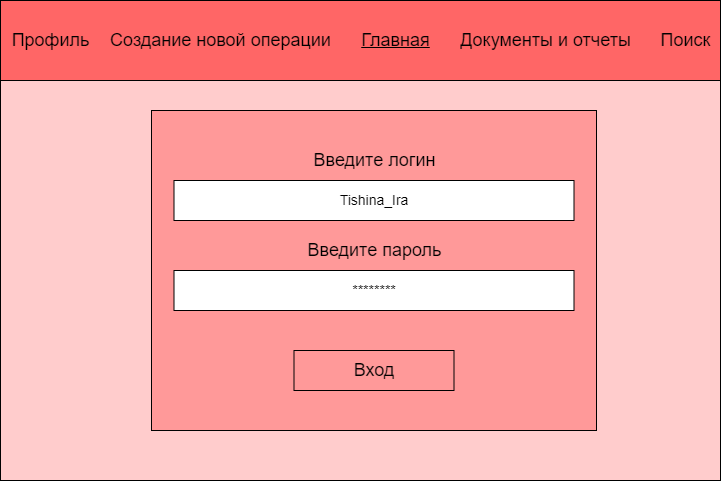 Профиль Создание новой операции Главная Документы и отчеты Поиск
Введите логин
Tishina_Ira
Введите пароль
********
Вход